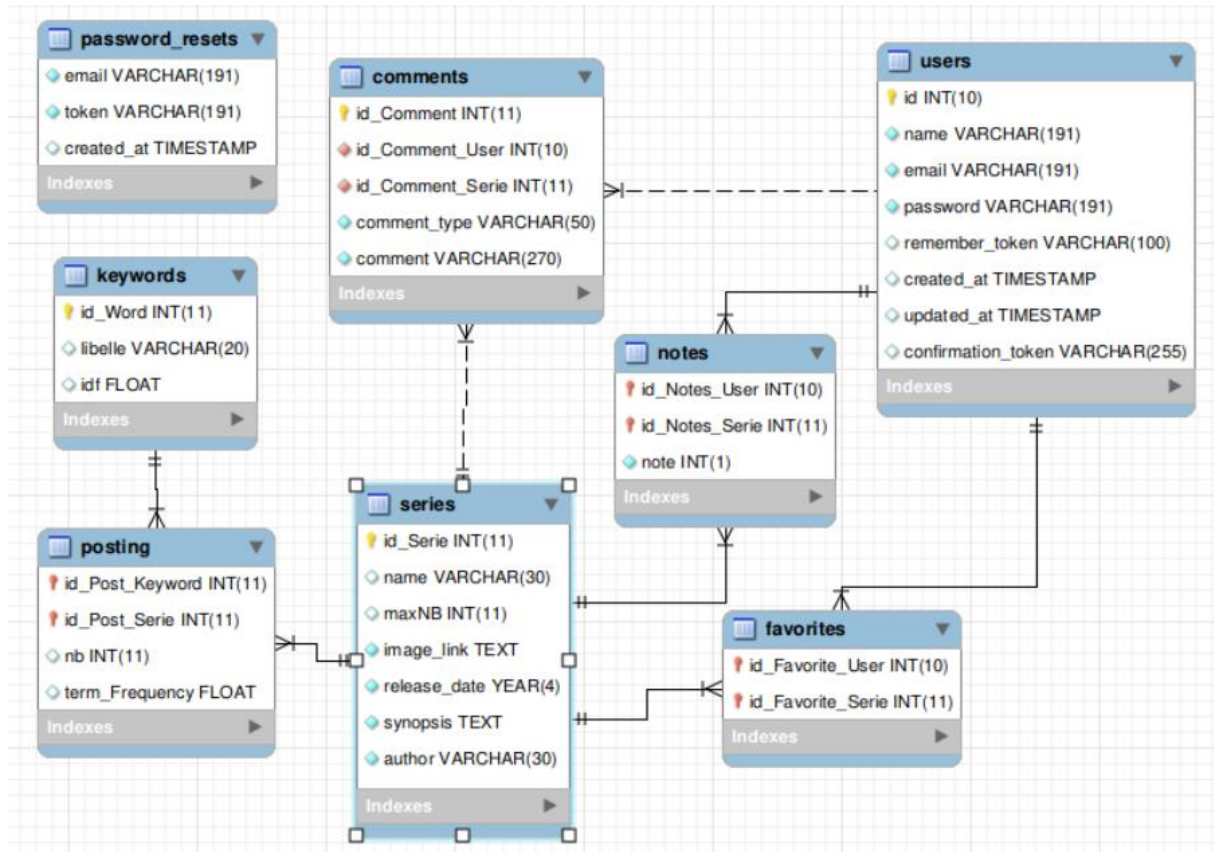 password_resets
email VARCHAR(191)
token VARCHAR(191)
created_at TIMESTAMP
Indexes
comments
id_Comment INT(11)
id_Comment_User INT(10)
id_Comment_Serie INT(11)
comment_type VARCHAR(50)
comment VARCHAR(270)
Indexes
users
id INT(10)
name VARCHAR(191)
email VARCHAR(191)
password VARCHAR(191)
remember_token VARCHAR(100)
created_at TIMESTAMP
updated_at TIMESTAMP
confirmation_token VARCHAR(255)
Indexes
keywords
id_Word INT(11)
libelle VARCHAR(20)
idf FLOAT
Indexes
notes
id_Notes_User INT(10)
id_Notes_Serie INT(11)
note INT(1)
Indexes
posting
id_Post_Keyword INT(11)
id_Post_Serie INT(11)
nb INT(11)
term_Frequency FLOAT
Indexes
series
id_Serie INT(11)
name VARCHAR(30)
maxNB INT(11)
image_link TEXT
release_date YEAR(4)
synopsis TEXT
author VARCHAR(30)
Indexes
favorites
id_Favorite_User INT(10)
id_Favorite_Serie INT(11)
Indexes